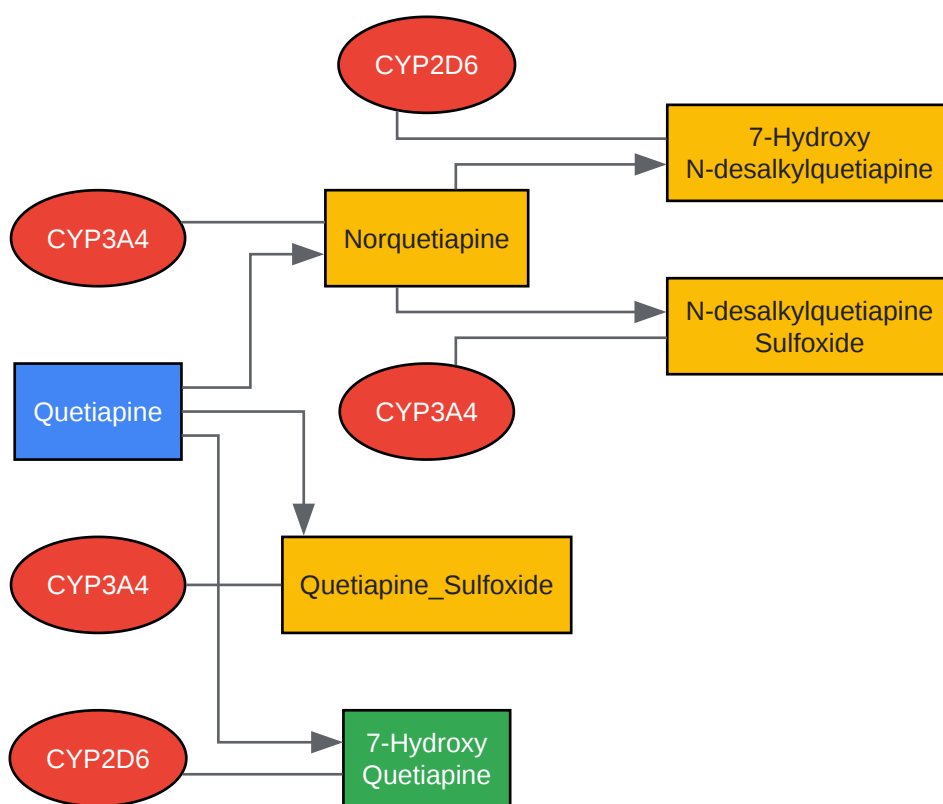 CYP2D6
7-Hydroxy
N-desalkylquetiapine
CYP3A4
Norquetiapine
N-desalkylquetiapine
Sulfoxide
Quetiapine
CYP3A4
CYP3A4
Quetiapine_Sulfoxide
CYP2D6
7-Hydroxy
Quetiapine